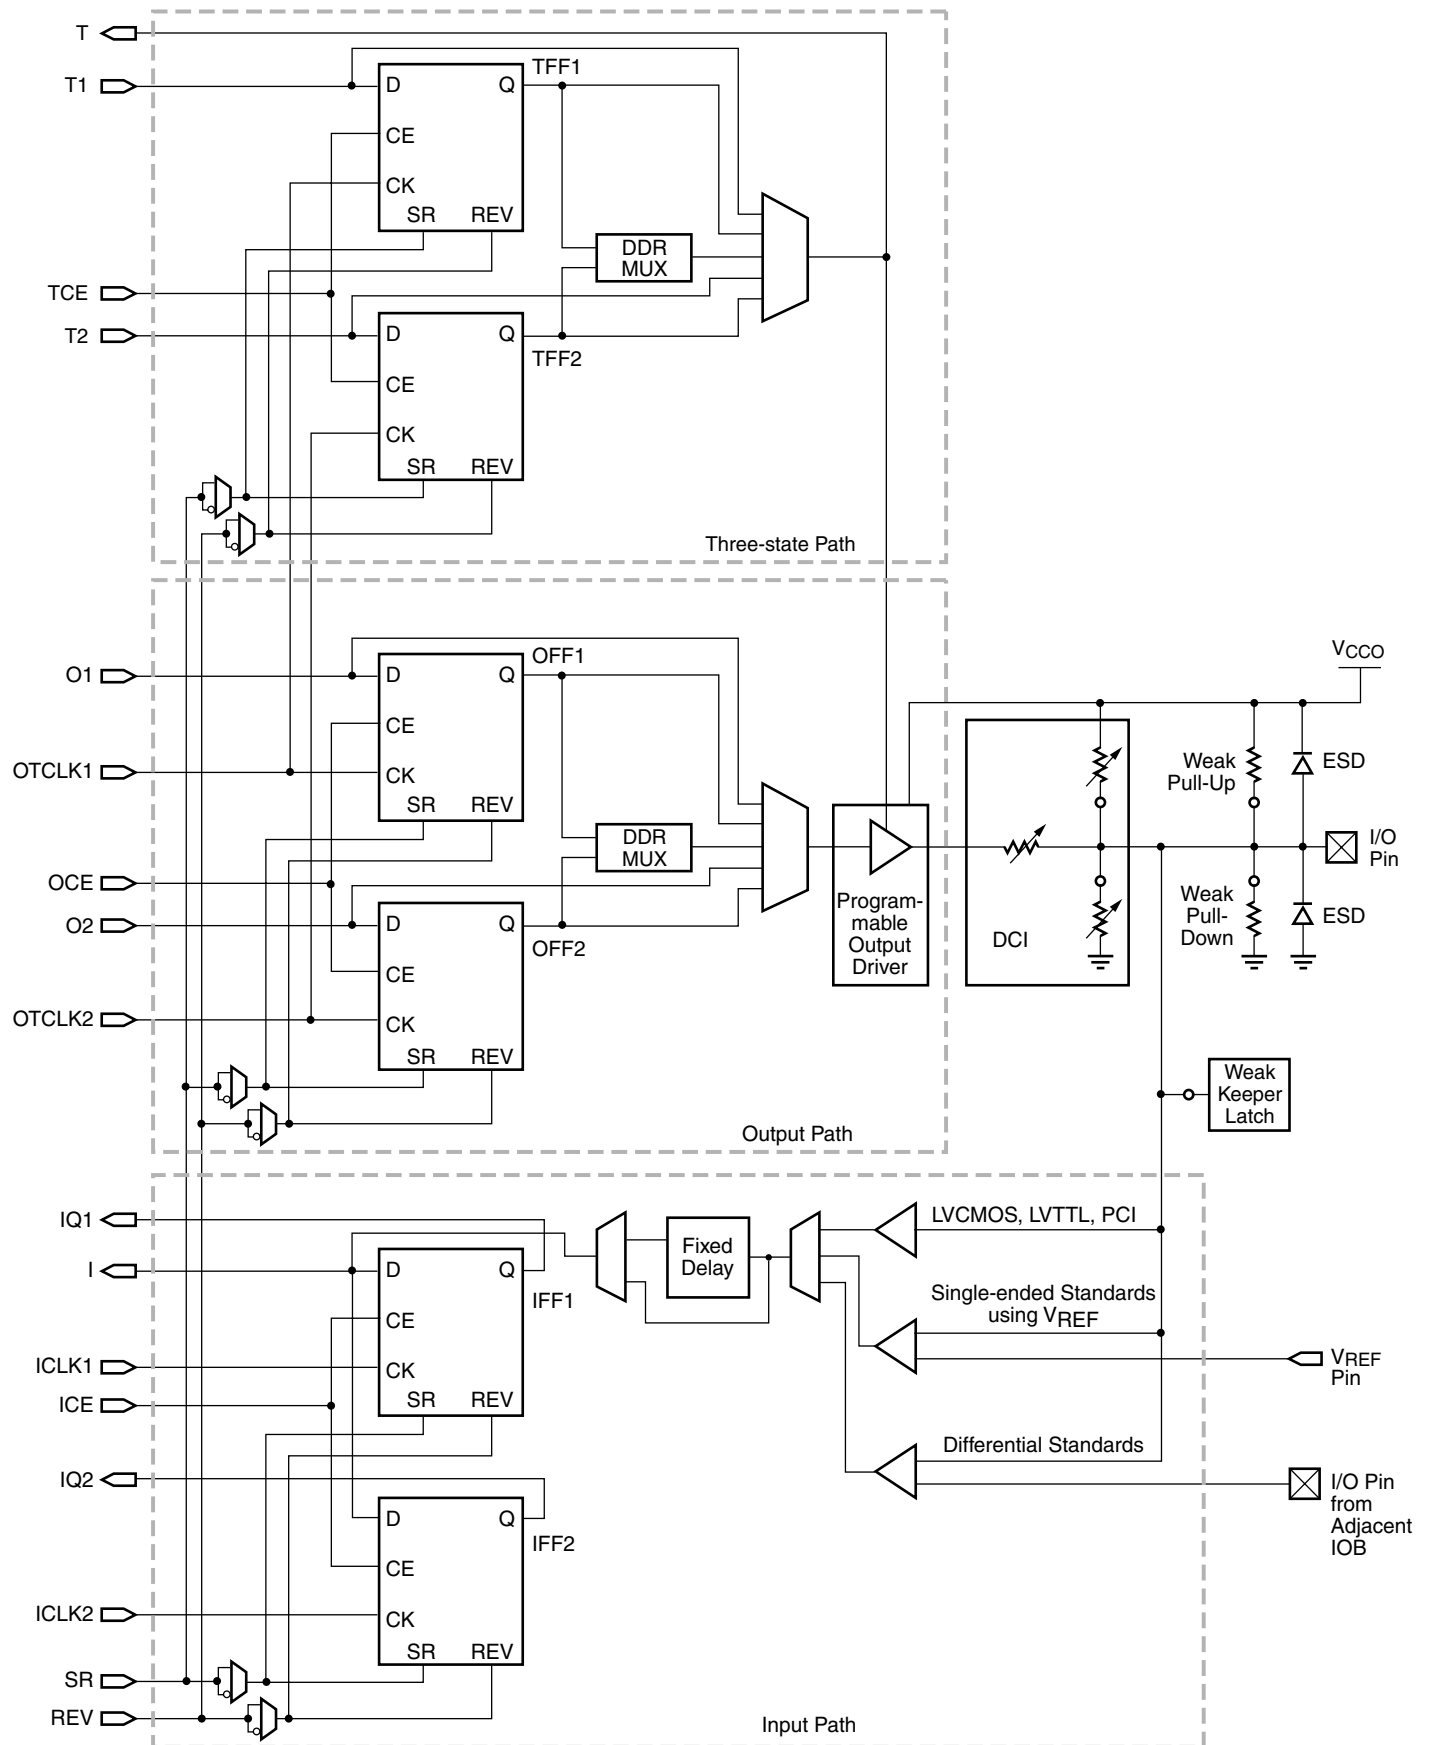 T
T1
D
Q
TFF1
CE
CK
SR
REV
DDR
MUX
TCE
T2
D
Q
TFF2
CE
CK
SR
REV
Three-state Path
O1
D
Q
OFF1
CE
OTCLK1
CK
SR
REV
DDR
MUX
OCE
O2
D
Q
OFF2
CE
OTCLK2
CK
SR
REV
Program-
mable
Output
Driver
DCI
VCCO
Weak
Pull-Up
ESD
I/O
Pin
Weak
Pull-
Down
ESD
Weak
Keeper
Latch
Output Path
IQ1
I
D
Q
IFF1
CE
ICLK1
CK
ICE
SR
REV
Fixed
Delay
LVCMOS, LVTTL, PCI
Single-ended Standards
using VREF
VREF
Pin
Differential Standards
I/O Pin
from
Adjacent
IOB
IQ2
D
Q
IFF2
CE
ICLK2
CK
SR
REV
SR
REV
Input Path